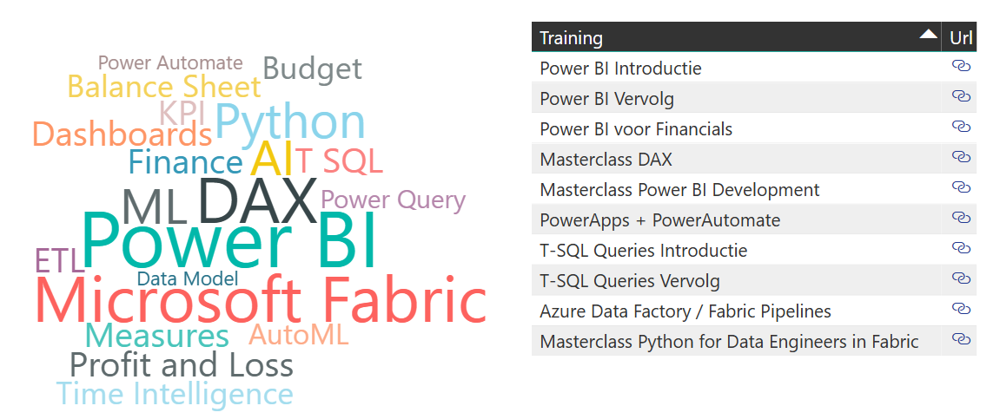 Power Automate
Budget
Balance Sheet
KPI
Python
Dashboards
Finance
AI
T SQL
ML
DAX
Power Query
Power BI
ETL
Data Model
Microsoft Fabric
Measures
AutoML
Profit and Loss
Time Intelligence
Training Url
Power BI Introductie
Power BI Vervolg
Power BI voor Financials
Masterclass DAX
Masterclass Power BI Development
PowerApps + PowerAutomate
T-SQL Queries Introductie
T-SQL Queries Vervolg
Azure Data Factory / Fabric Pipelines
Masterclass Python for Data Engineers in Fabric